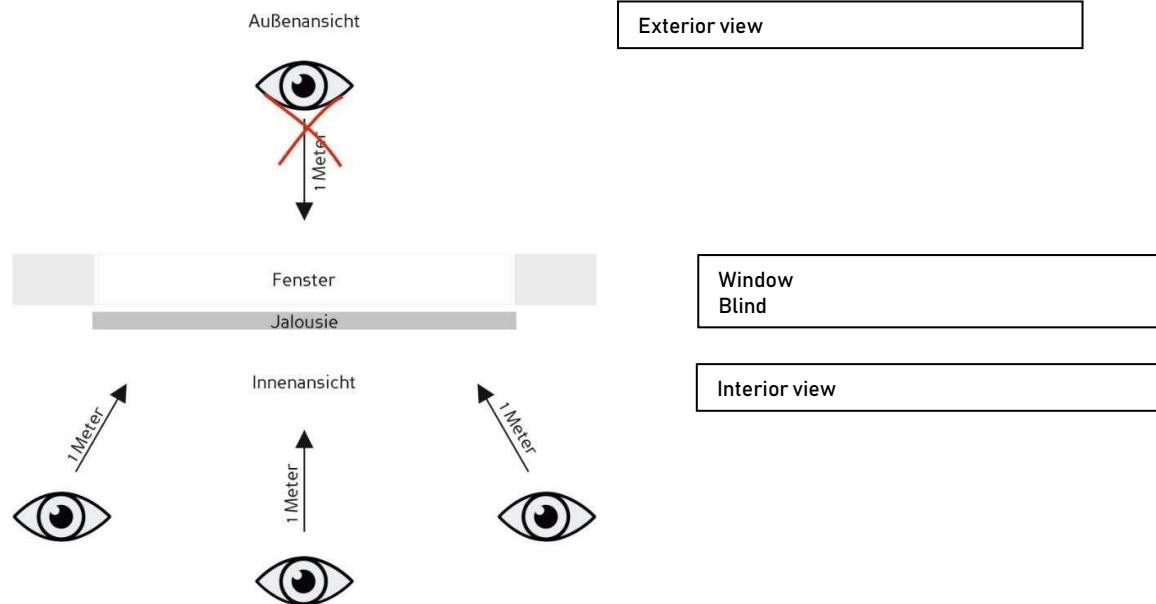 Außenansicht
Exterior view
1 Meter
Fenster
Jalousie
Window
Blind
Innenansicht
Interior view
1 Meter
1 Meter
1 Meter